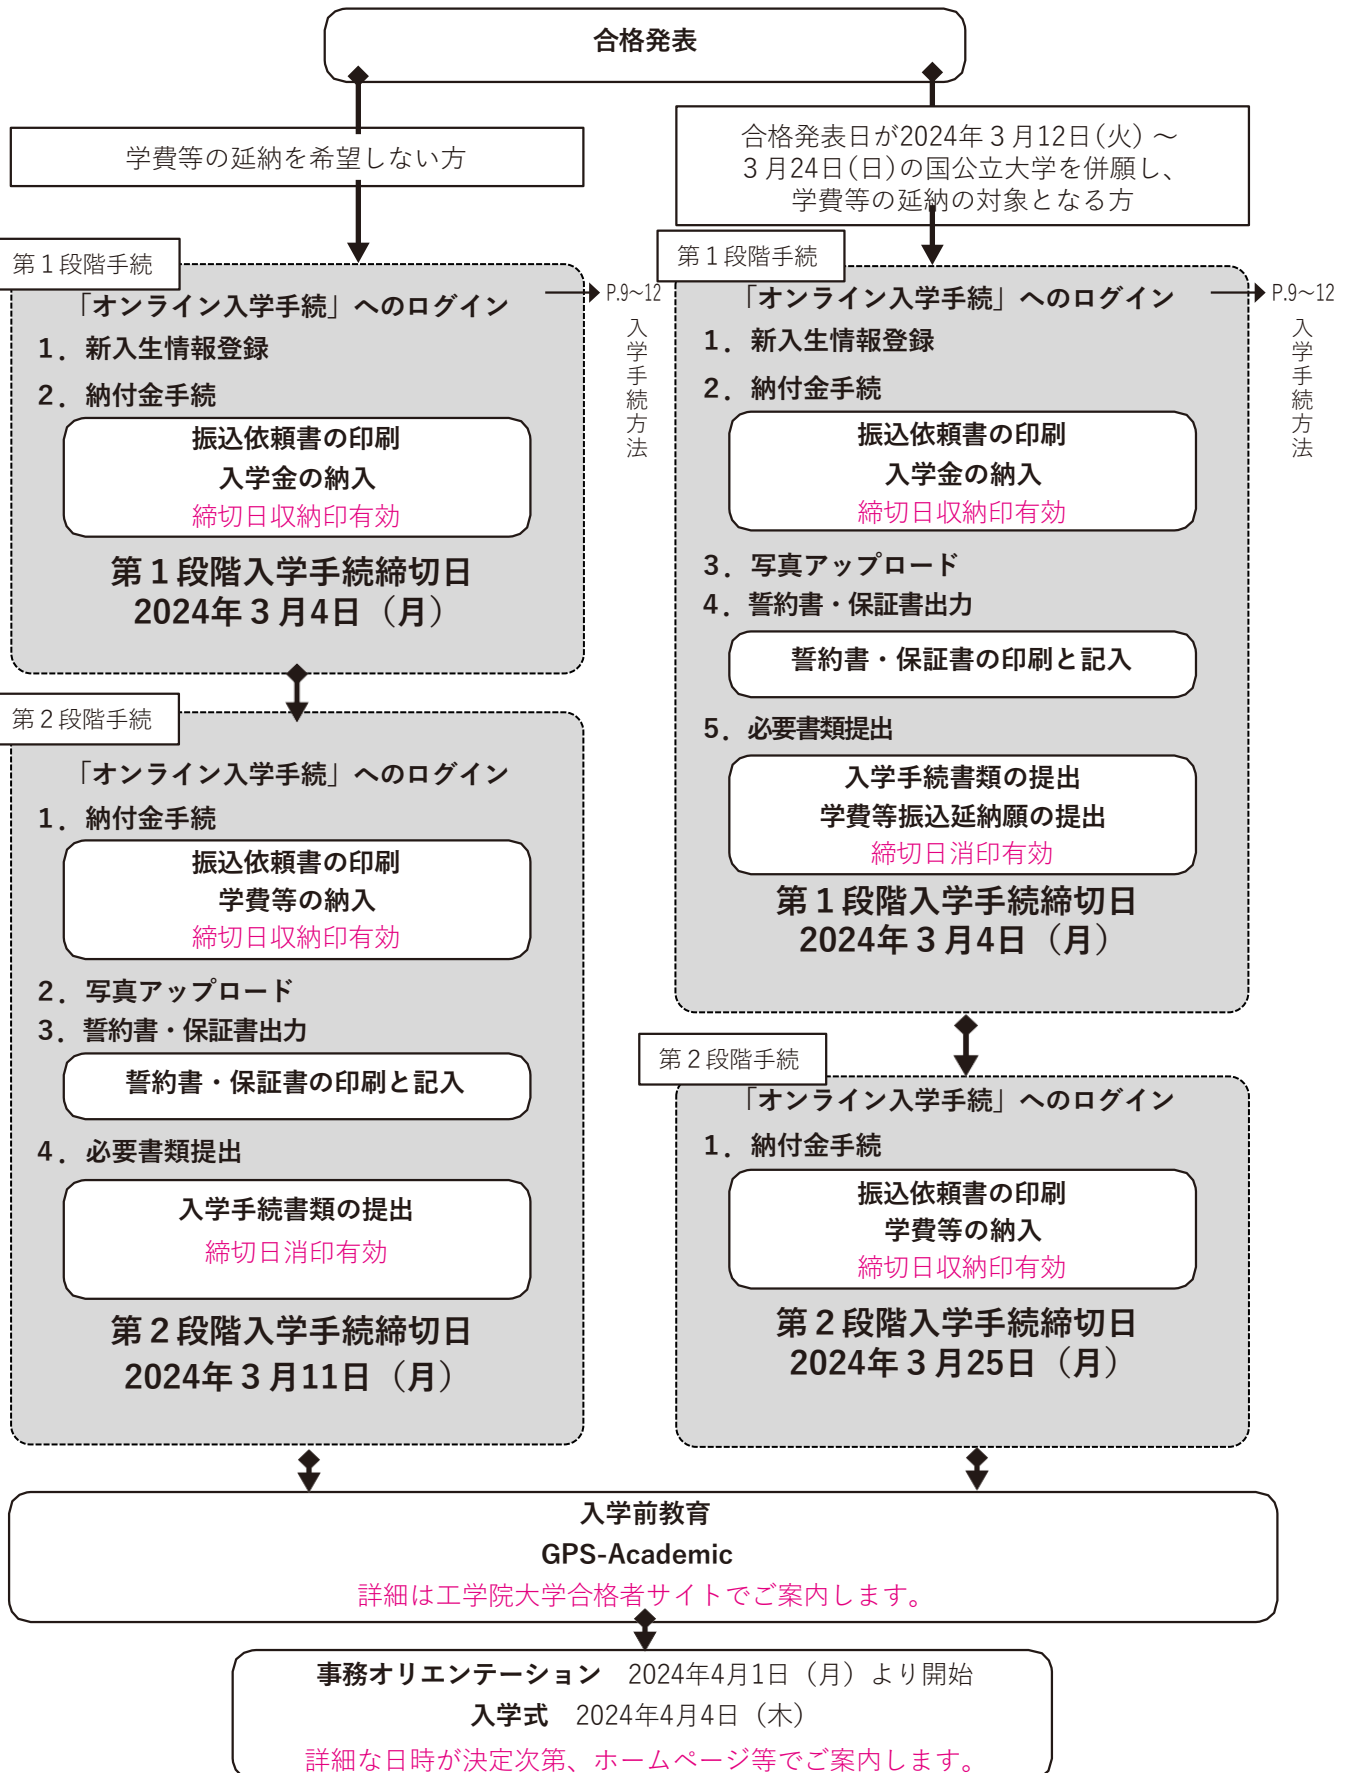 合格発表
学費等の延納を希望しない方
第１段階手続
「オンライン入学手続」へのログイン
P.9～12
入学手続方法
1．新入生情報登録
2．納付金手続
振込依頼書の印刷
入学金の納入
締切日収納印有効
第１段階入学手続締切日
2024年３月4日（月）
第２段階手続
「オンライン入学手続」へのログイン
1．納付金手続
振込依頼書の印刷
学費等の納入
締切日収納印有効
2．写真アップロード
3．誓約書・保証書出力
誓約書・保証書の印刷と記入
4．必要書類提出
入学手続書類の提出
締切日消印有効
第２段階入学手続締切日
2024年３月11日（月）
合格発表日が2024年３月12日(火)～
３月24日(日)の国公立大学を併願し、
学費等の延納の対象となる方
第１段階手続
「オンライン入学手続」へのログイン
P.9～12
入学手続方法
1．新入生情報登録
2．納付金手続
振込依頼書の印刷
入学金の納入
締切日収納印有効
3．写真アップロード
4．誓約書・保証書出力
誓約書・保証書の印刷と記入
5．必要書類提出
入学手続書類の提出
学費等振込延納願の提出
締切日消印有効
第１段階入学手続締切日
2024年３月4日（月）
第２段階手続
「オンライン入学手続」へのログイン
1．納付金手続
振込依頼書の印刷
学費等の納入
締切日収納印有効
第２段階入学手続締切日
2024年３月25日（月）
入学前教育
GPS-Academic
詳細は工学院大学合格者サイトでご案内します。
事務オリエンテーション　2024年4月1日（月）より開始
入学式　2024年4月4日（木）
詳細な日時が決定次第、ホームページ等でご案内します。